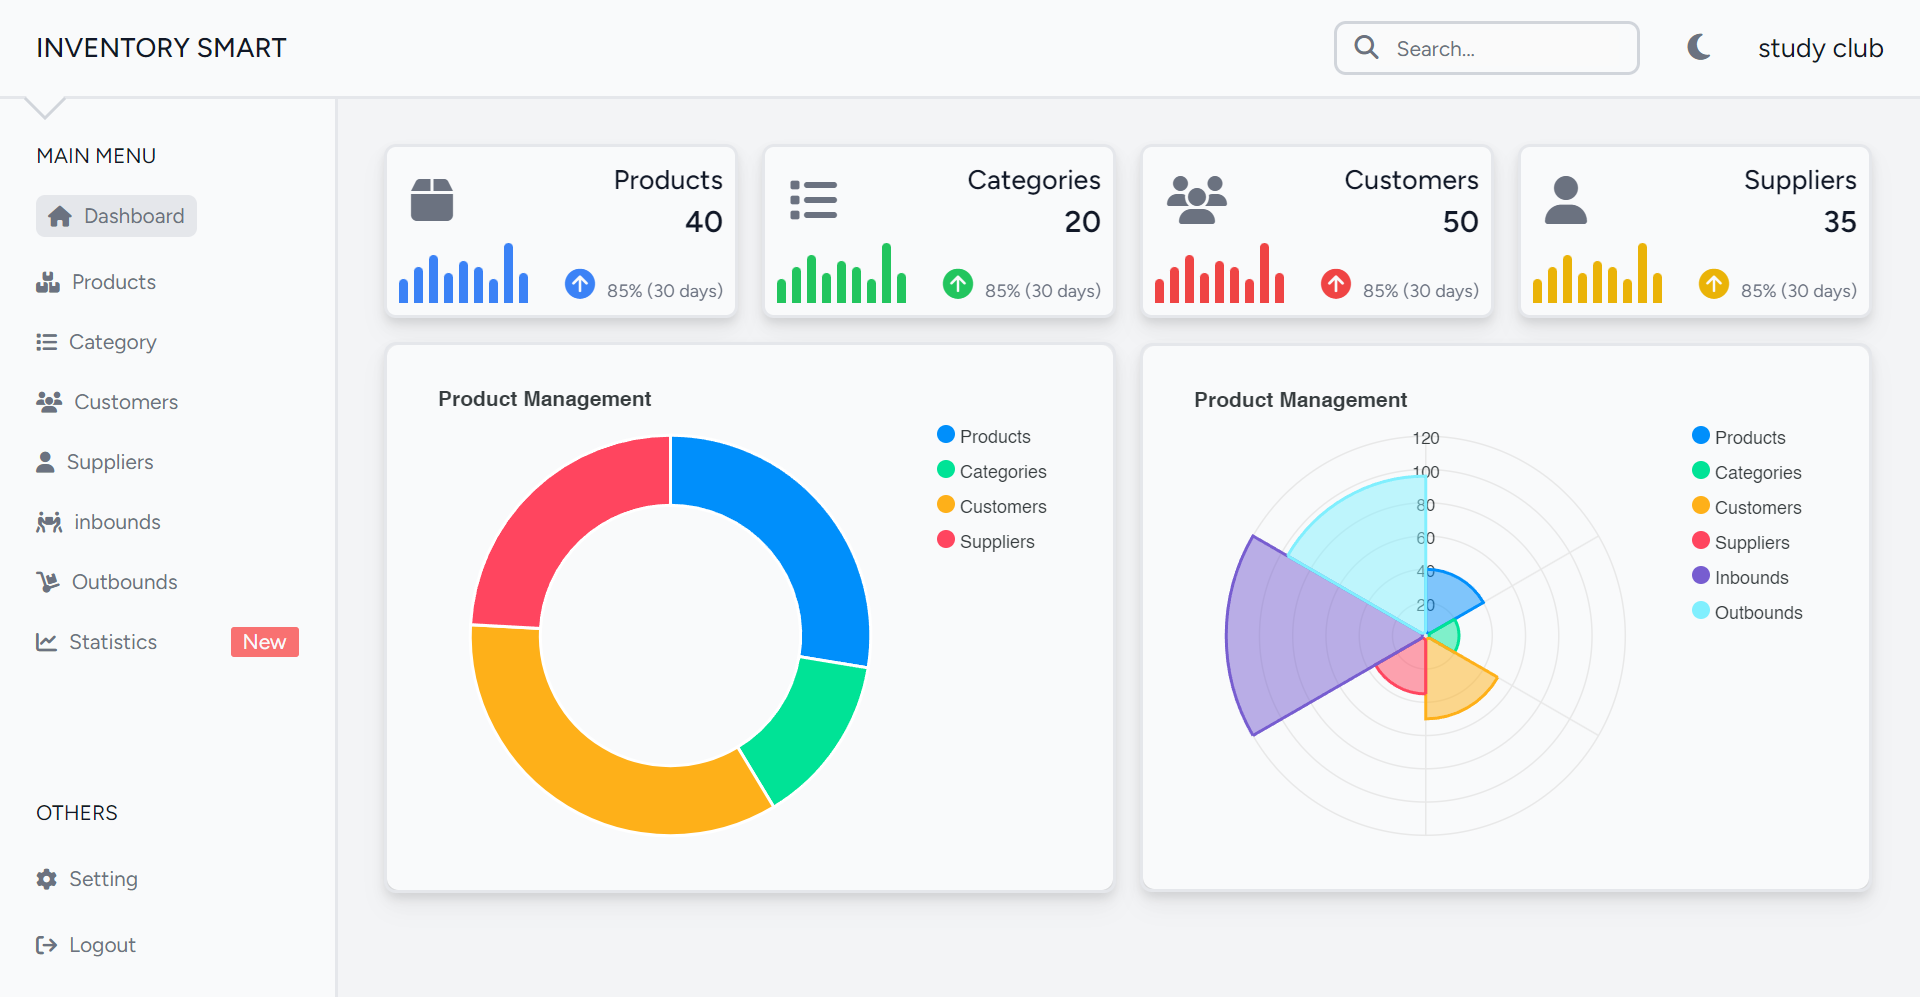 INVENTORY SMART
Search...
study club
MAIN MENU
Dashboard
Products
Category
Customers
Suppliers
inbounds
Outbounds
Statistics New
OTHERS
Setting
Logout
Products
40
85% (30 days)
Categories
20
85% (30 days)
Customers
50
85% (30 days)
Suppliers
35
85% (30 days)
Product Management
Products
Categories
Customers
Suppliers
Product Management
120
100
80
60
40
20
Products
Categories
Customers
Suppliers
Inbounds
Outbounds